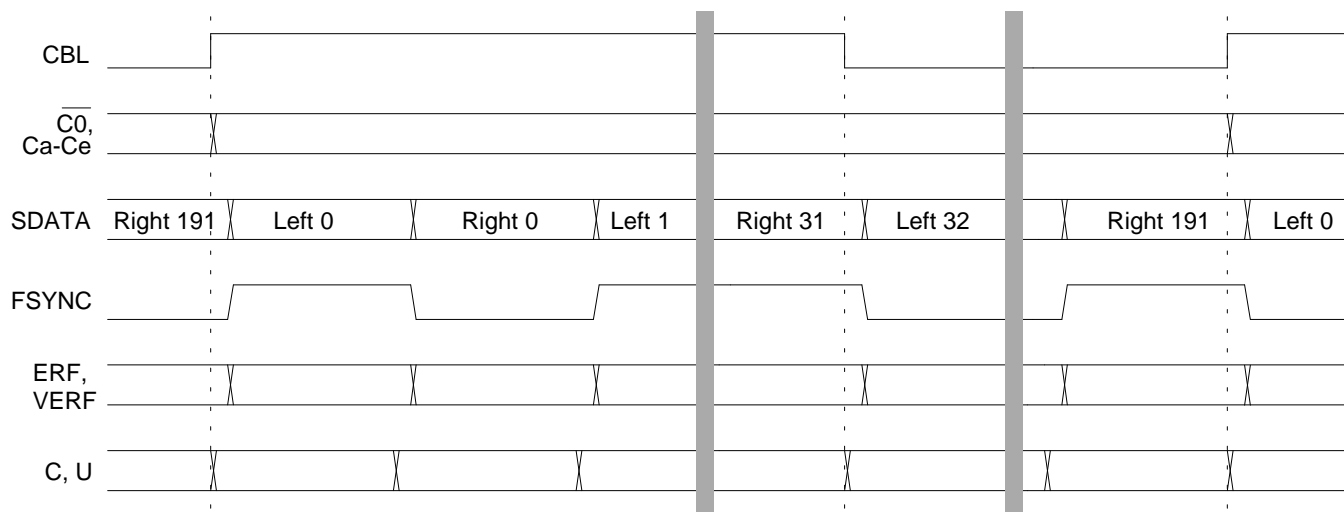 CBL
C0,
Ca-Ce
SDATA Right 191 Left 0 Right 0 Left 1 Right 31 Left 32 Right 191 Left 0
FSYNC
ERF,
VERF
C, U